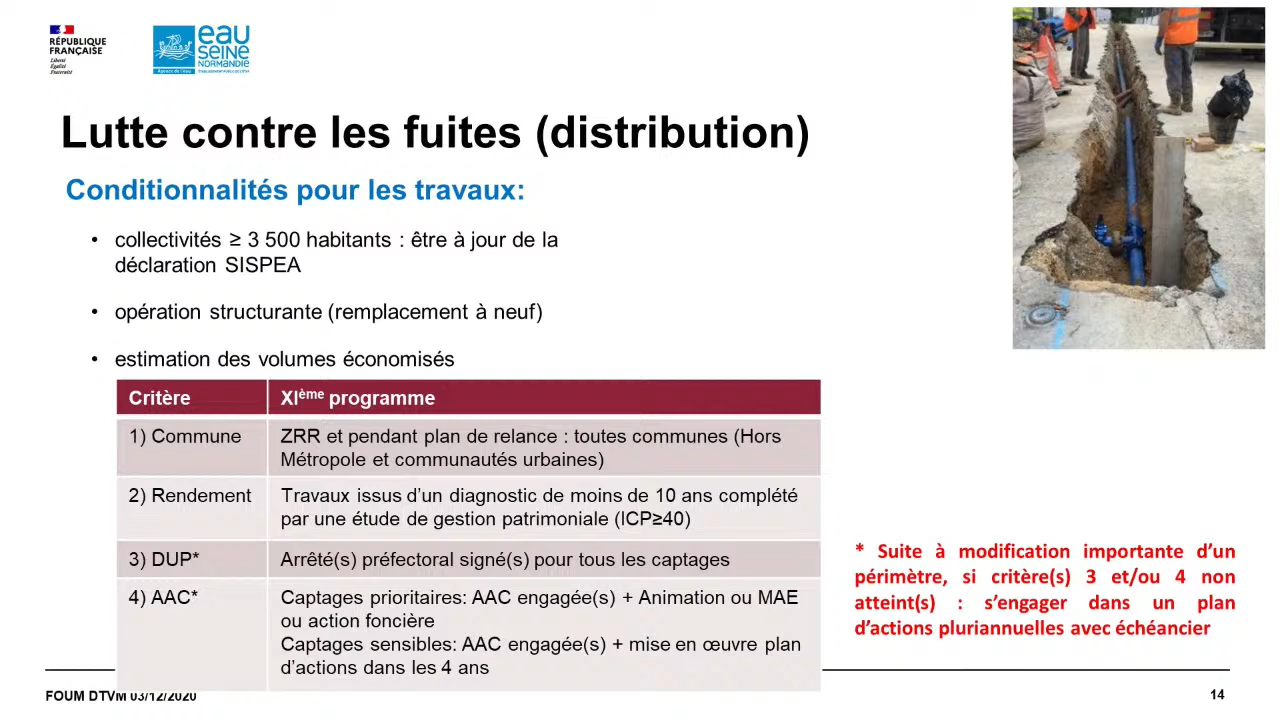 RÉPUBLIQUE
FRANÇAISE
Liberté
Égalité
Fraternité
eau
SEINE
NORMANDIE
Agence de l'eau
ÉTABLISSEMENT PUBLIC DE L'ÉTAT
Lutte contre les fuites (distribution)
Conditionnalités pour les travaux:
• collectivités ≥ 3 500 habitants : être à jour de la
déclaration SISPEA
• opération structurante (remplacement à neuf)
• estimation des volumes économisés
Critère XIème programme
1) Commune ZRR et pendant plan de relance : toutes communes (Hors
Métropole et communautés urbaines)
2) Rendement Travaux issus d'un diagnostic de moins de 10 ans complété
par une étude de gestion patrimoniale (ICP≥40)
3) DUP* Arrêté(s) préfectoral signé(s) pour tous les captages
4) AAC* Captages prioritaires: AAC engagée(s) + Animation ou MAE
ou action foncière
Captages sensibles: AAC engagée(s) + mise en œuvre plan
d'actions dans les 4 ans
* Suite à modification importante d'un
périmètre, si critère(s) 3 et/ou 4 non
atteint(s) : s'engager dans un plan
d'actions pluriannuelles avec échéancier
FOUM DTVM 03/12/2020
14